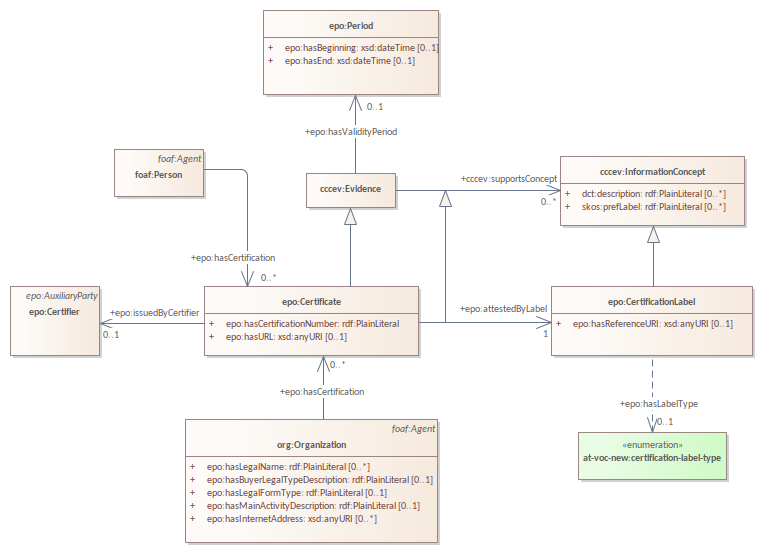 epo:Period
+ epo:hasBeginning: xsd:dateTime [0..1]
+ epo:hasEnd: xsd:dateTime [0..1]
0..1
+epo:hasValidityPeriod
foaf:Agent
foaf:Person
cccev:Evidence
+cccev:supportsConcept
0..*
cccev:InformationConcept
+ dct:description: rdf:PlainLiteral [0..*]
+ skos:prefLabel: rdf:PlainLiteral [0..*]
+epo:hasCertification
0..*
epo:AuxiliaryParty
epo:Certifier
+epo:issuedByCertifier
0..1
epo:Certificate
+ epo:hasCertificationNumber: rdf:PlainLiteral
+ epo:hasURL: xsd:anyURI [0..1]
+epo:attestedByLabel
1
epo:CertificationLabel
+ epo:hasReferenceURI: xsd:anyURI [0..1]
0..*
+epo:hasCertification
+epo:hasLabelType
0..1
foaf:Agent
org:Organization
+ epo:hasLegalName: rdf:PlainLiteral [0..*]
+ epo:hasBuyerLegalTypeDescription: rdf:PlainLiteral [0..1]
+ epo:hasLegalFormType: rdf:PlainLiteral [0..1]
+ epo:hasMainActivityDescription: rdf:PlainLiteral [0..1]
+ epo:hasInternetAddress: xsd:anyURI [0..*]
«enumeration»
at-voc-new:certification-label-type